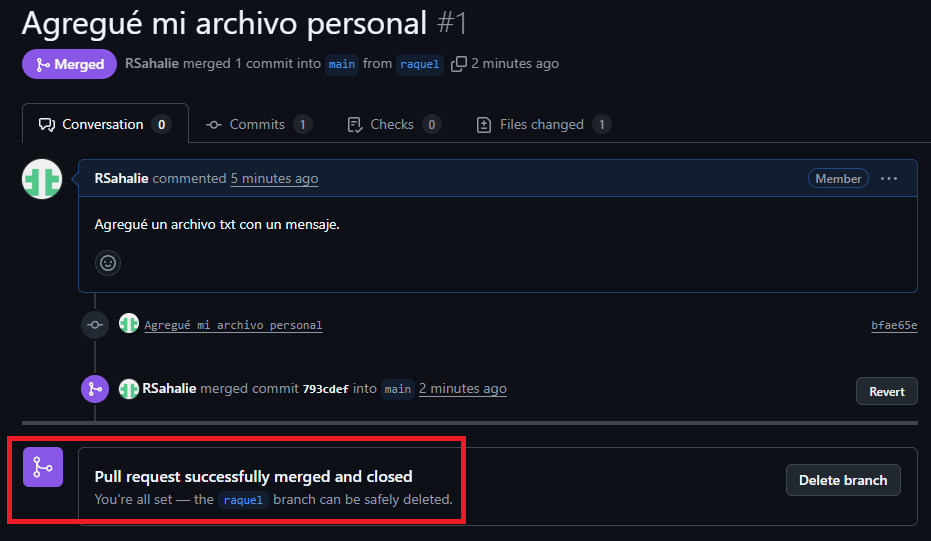 Agregué mi archivo personal #1
Merged RSahalie merged 1 commit into main from raquel 2 minutes ago
Conversation 0 Commits 1 Checks 0 Files changed 1
RSahalie commented 5 minutes ago Member ...
Agregué un archivo txt con un mensaje.
Agregué mi archivo personal bfae65e
RSahalie merged commit 793cdef into main 2 minutes ago Revert
Pull request successfully merged and closed
You're all set — the raquel branch can be safely deleted.
Delete branch